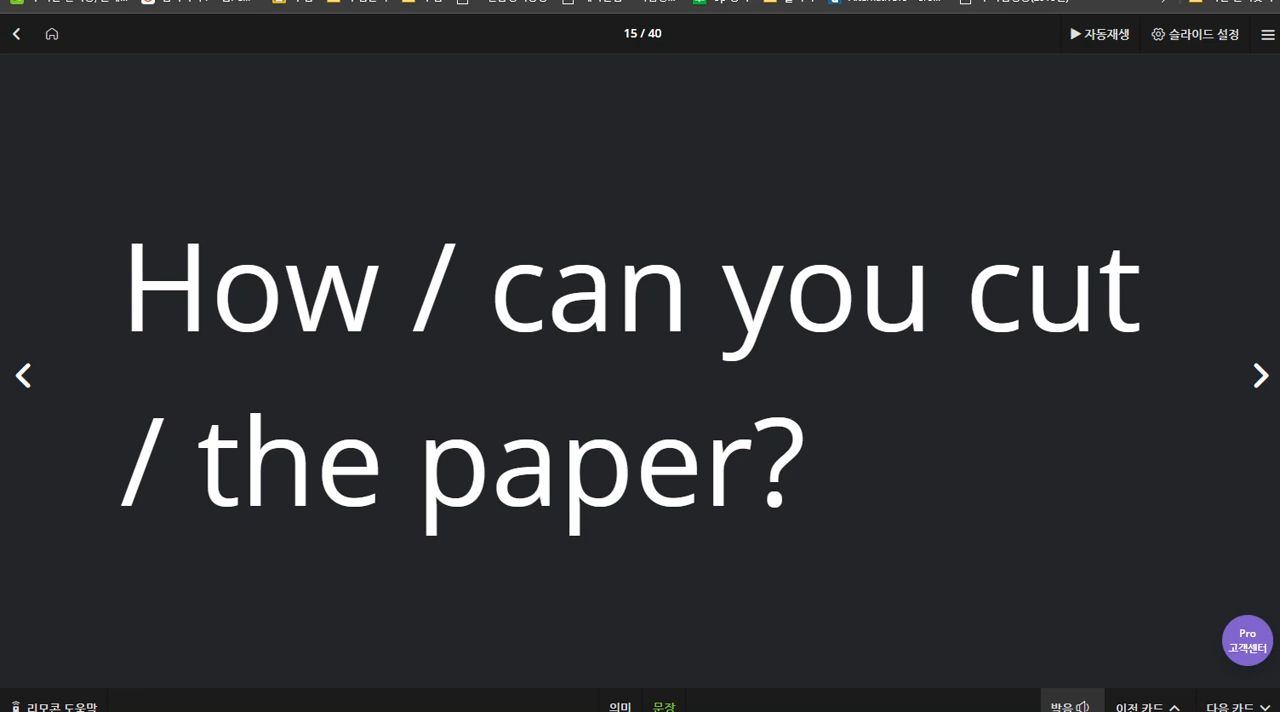 15 / 40
자동재생
슬라이드 설정
How / can you cut
/ the paper?
Pro
고객센터
리모콘 도움말
의미
문장
발음
이전 카드
다음 카드